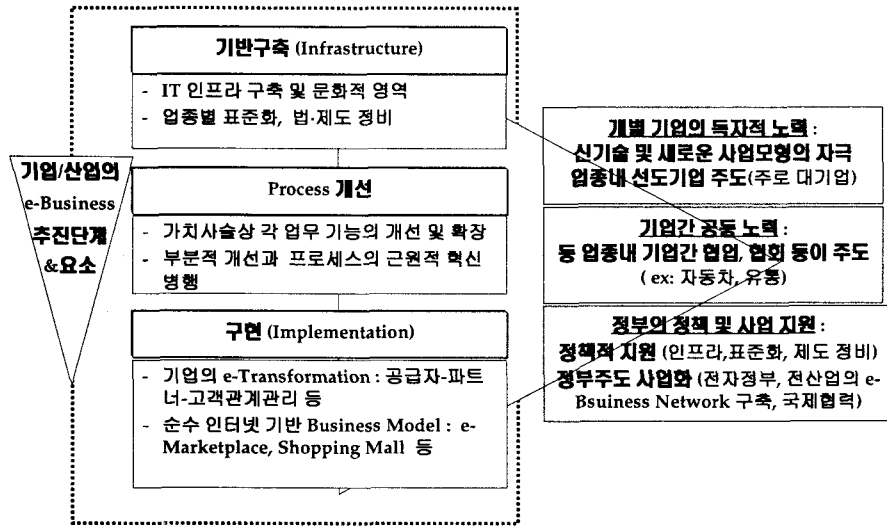 기반구축 (Infrastructure)
- IT 인프라 구축 및 문화적 영역
- 업종별 표준화, 법·제도 정비
기업/산업의
e-Business
추진단계
&요소
Process 개선
- 가치사슬상 각 업무 기능의 개선 및 확장
- 부분적 개선과 프로세스의 근원적 혁신
병행
구현 (Implementation)
- 기업의 e-Transformation : 공급자-파트
너-고객관계관리 등
- 순수 인터넷 기반 Business Model : e-
Marketplace, Shopping Mall 등
개별 기업의 독자적 노력 :
신기술 및 새로운 사업모형의 자극
업종내 선도기업 주도(주로 대기업)
기업간 공동 노력 :
동 업종내 기업간 협업, 협회 등이 주도
( ex: 자동차, 유통)
정부의 정책 및 사업 지원 :
정책적 지원 (인프라,표준화, 제도 정비)
정부주도 사업화 (전자정부, 전산업의 e-
Bsuiness Network 구축, 국제협력)